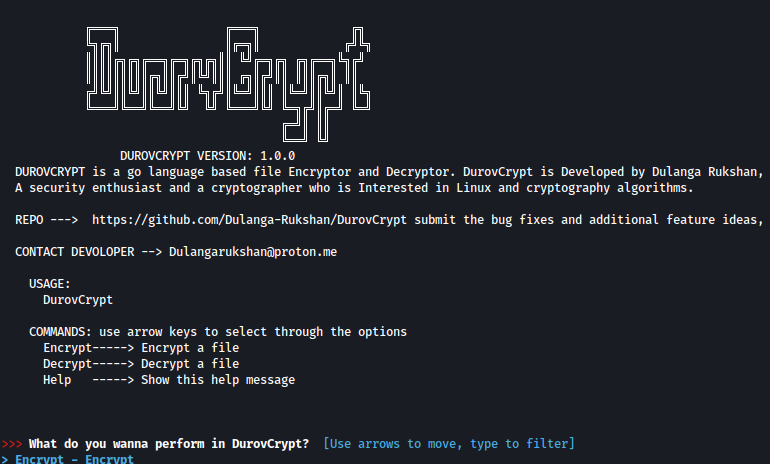 DurovCrypt
DUROVCRYPT VERSION: 1.0.0
DUROVCRYPT is a go language based file Encryptor and Decryptor. DurovCrypt is Developed by Dulanga Rukshan,
A security enthusiast and a cryptographer who is Interested in Linux and cryptography algorithms.
REPO ---> https://github.com/Dulanga-Rukshan/DurovCrypt submit the bug fixes and additional feature ideas,
CONTACT DEVOLOPER --> Dulangarukshan@proton.me
USAGE:
DurovCrypt
COMMANDS: use arrow keys to select through the options
Encrypt-----> Encrypt a file
Decrypt-----> Decrypt a file
Help -----> Show this help message
>>> What do you wanna perform in DurovCrypt? [Use arrows to move, type to filter]
> Encrypt - Encrypt